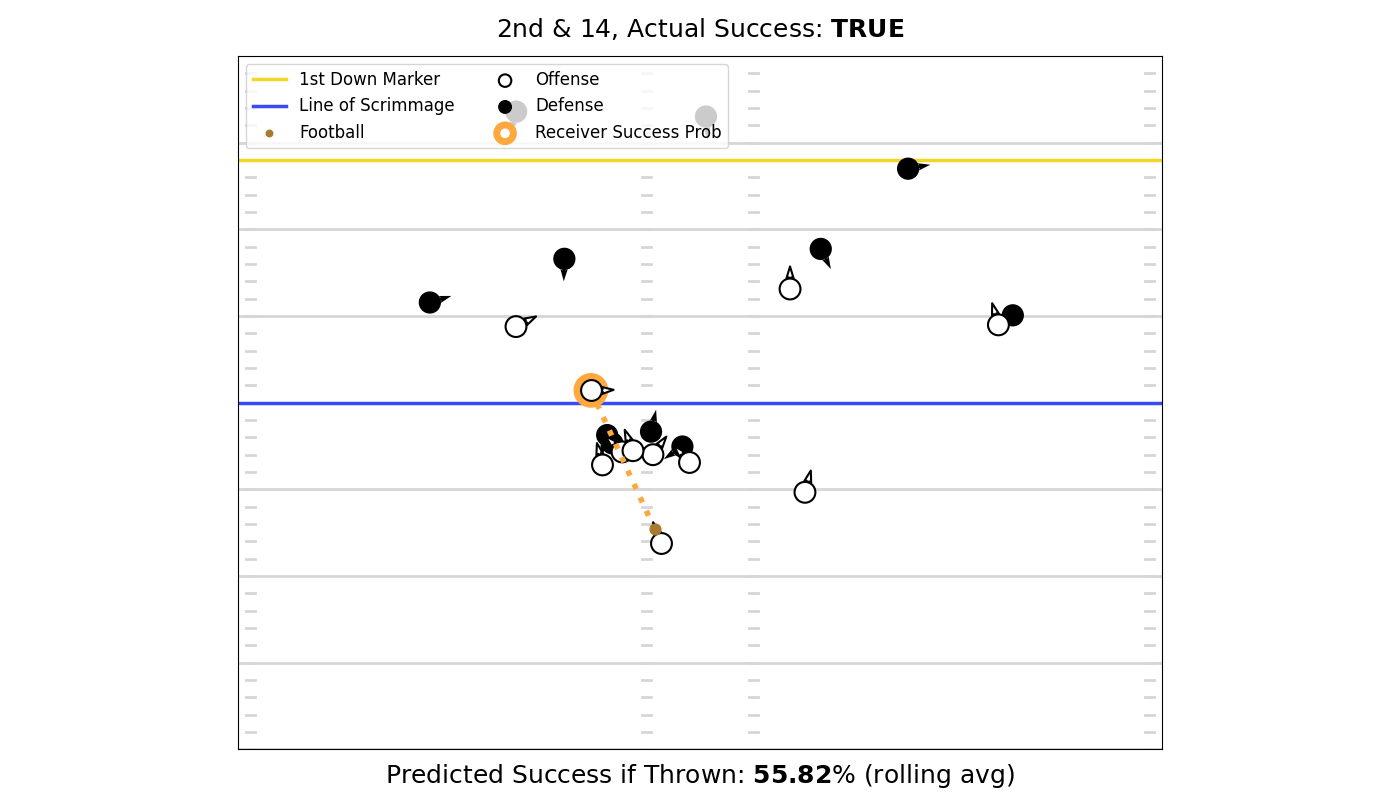 2nd & 14, Actual Success: TRUE
1st Down Marker
Line of Scrimmage
Football
Offense
Defense
Receiver Success Prob
Predicted Success if Thrown: 55.82% (rolling avg)